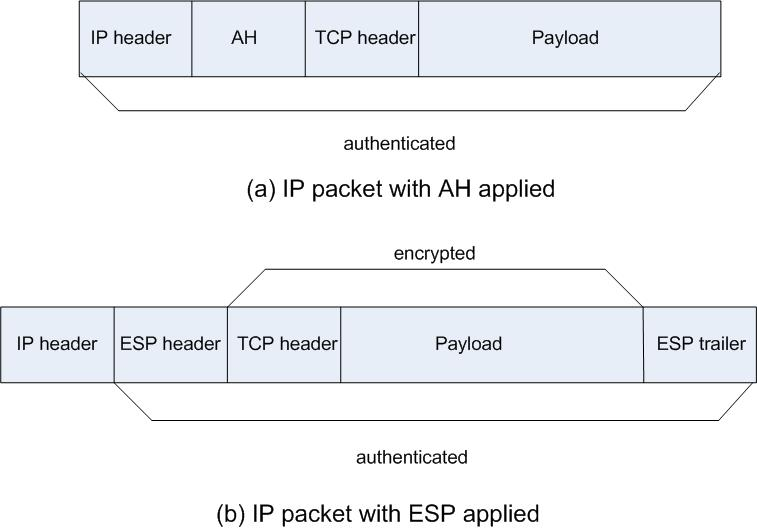 IP header AH TCP header Payload
authenticated
(a) IP packet with AH applied
encrypted
IP header ESP header TCP header Payload ESP trailer
authenticated
(b) IP packet with ESP applied